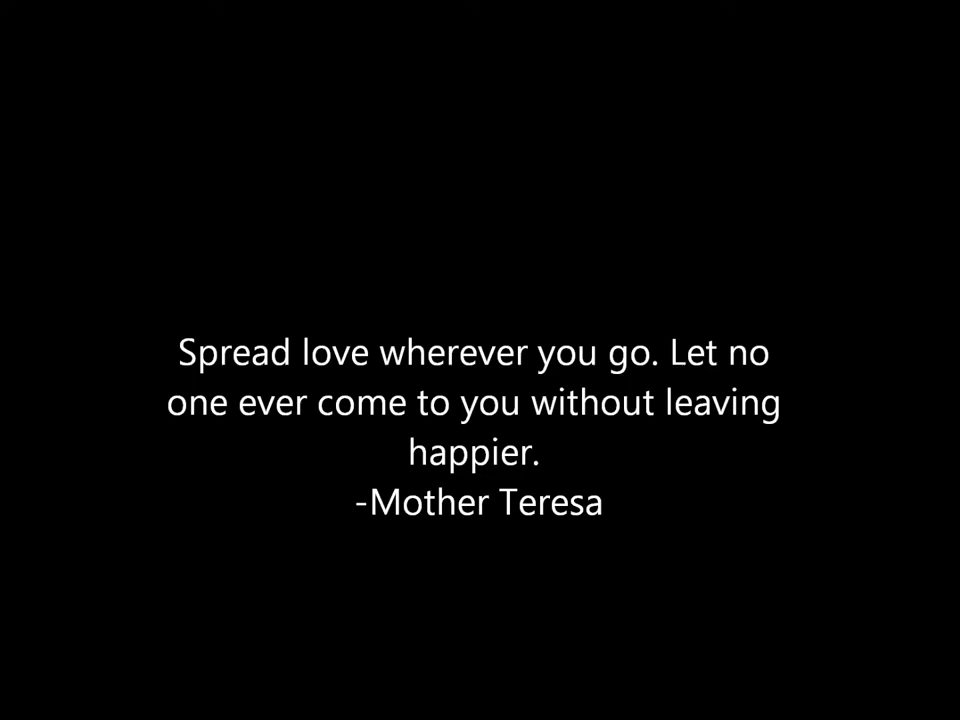 Spread love wherever you go. Let no
one ever come to you without leaving
happier.
-Mother Teresa